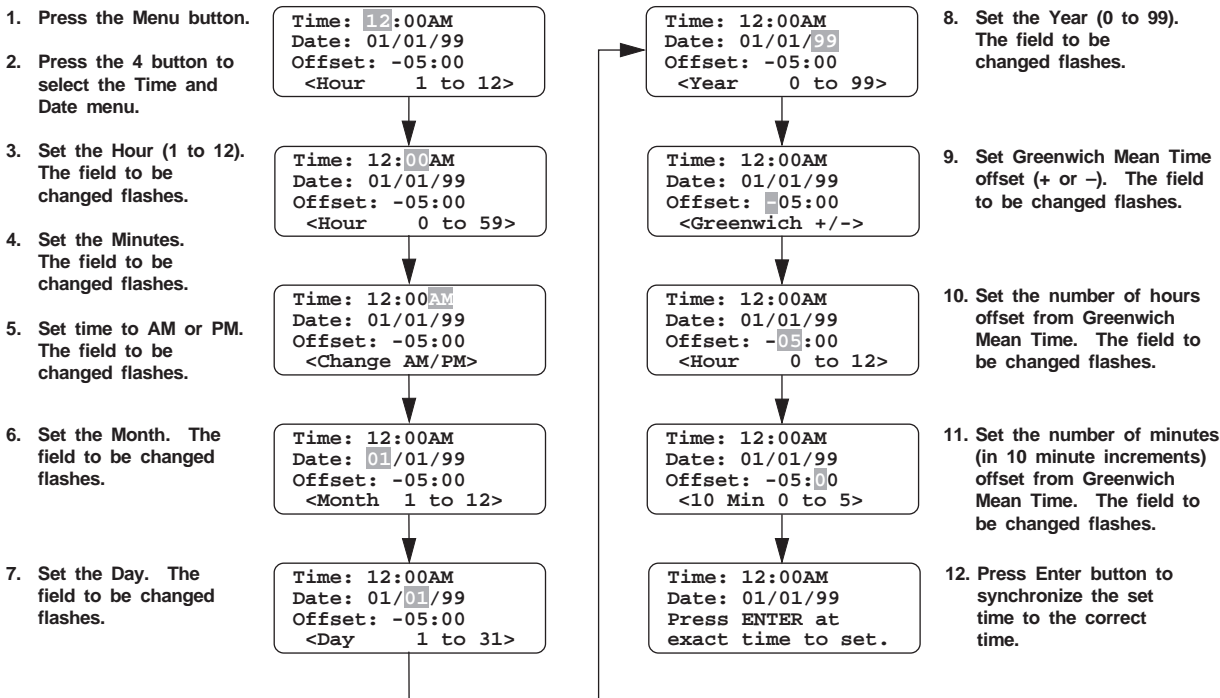 1. Press the Menu button.
2. Press the 4 button to
select the Time and
Date menu.
3. Set the Hour (1 to 12).
The field to be
changed flashes.
4. Set the Minutes.
The field to be
changed flashes.
5. Set time to AM or PM.
The field to be
changed flashes.
6. Set the Month. The
field to be changed
flashes.
7. Set the Day. The
field to be changed
flashes.
Time: 12:00AM
Date: 01/01/99
Offset: -05:00
<Hour 1 to 12>
Time: 12:00AM
Date: 01/01/99
Offset: -05:00
<Hour 0 to 59>
Time: 12:00AM
Date: 01/01/99
Offset: -05:00
<Change AM/PM>
Time: 12:00AM
Date: 01/01/99
Offset: -05:00
<Month 1 to 12>
Time: 12:00AM
Date: 01/01/99
Offset: -05:00
<Day 1 to 31>
Time: 12:00AM
Date: 01/01/99
Offset: -05:00
<Year 0 to 99>
Time: 12:00AM
Date: 01/01/99
Offset: -05:00
<Greenwich +/->
Time: 12:00AM
Date: 01/01/99
Offset: -05:00
<Hour 0 to 12>
Time: 12:00AM
Date: 01/01/99
Offset: -05:00
<10 Min 0 to 5>
Time: 12:00AM
Date: 01/01/99
Press ENTER at
exact time to set.
8. Set the Year (0 to 99).
The field to be
changed flashes.
9. Set Greenwich Mean Time
offset (+ or –). The field
to be changed flashes.
10. Set the number of hours
offset from Greenwich
Mean Time. The field to
be changed flashes.
11. Set the number of minutes
(in 10 minute increments)
offset from Greenwich
Mean Time. The field to
be changed flashes.
12. Press Enter button to
synchronize the set
time to the correct
time.